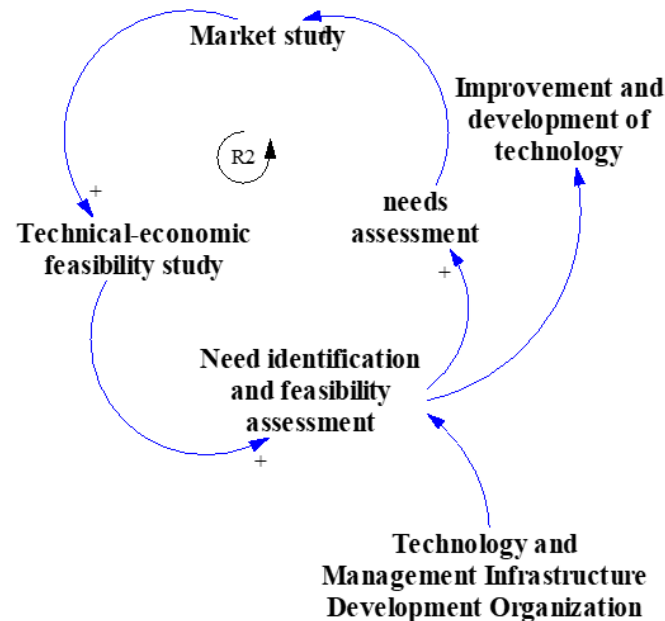 Market study
+
Improvement and
development of
technology
R2
+
needs
assessment
Technical-economic
feasibility study
+
Need identification
and feasibility
assessment
+
Technology and
Management Infrastructure
Development Organization